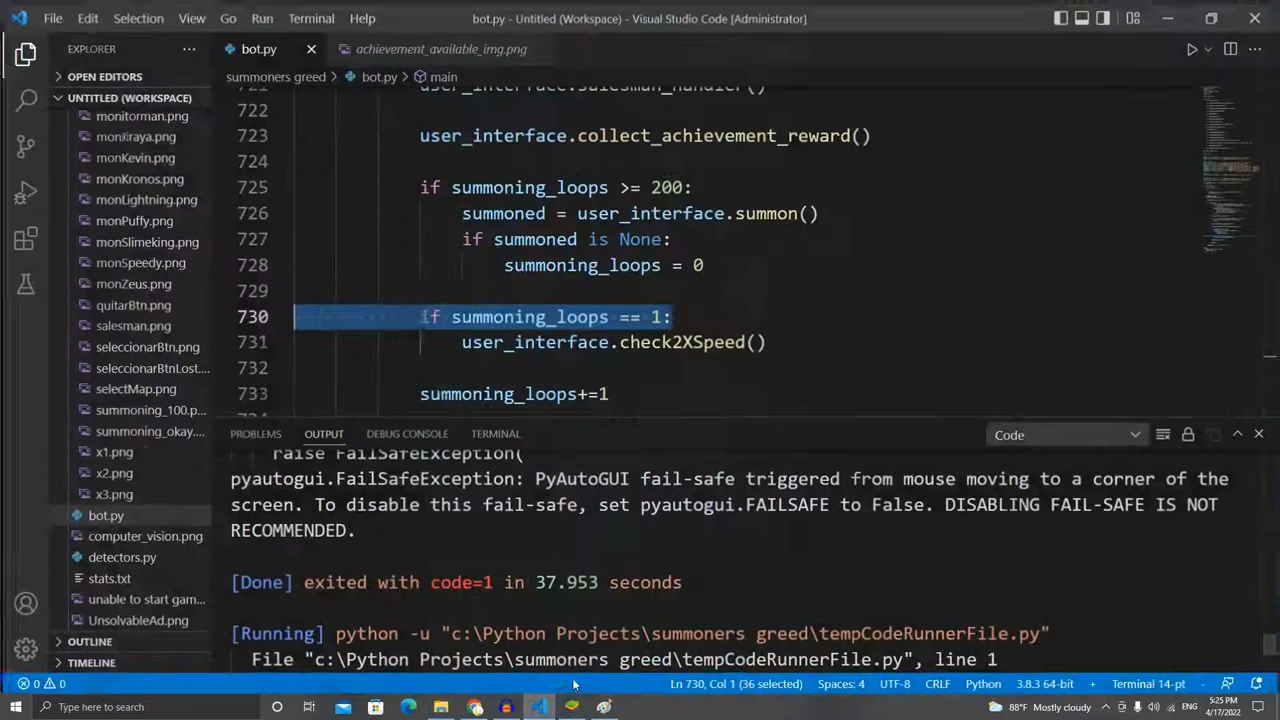 File Edit Selection View Go Run Terminal Help
bot.py - Untitled (Workspace) - Visual Studio Code [Administrator]
EXPLORER
bot.py
achievement_available_img.png
OPEN EDITORS
summoners greed > bot.py > main
UNTITLED (WORKSPACE)
monitorman.png
monKevin.png
monKronos.png
monLightning.png
monPuffy.png
monSlimeking.png
monSpeedy.png
monZeus.png
quitarBtn.png
salesman.png
seleccionarBtn.png
seleccionarBtnLost...
selectMap.png
summoning_100.p...
summoning_okay....
x1.png
x2.png
x3.png
bot.py
computer_vision.png
detectors.py
stats.txt
unable to start gam...
UnsolvableAd.png
OUTLINE
TIMELINE
721 user_interface.salesman_handler()
722
723 user_interface.collect_achievement_reward()
724
725 if summoning_loops >= 200:
726 summoned = user_interface.summon()
727 if summoned is None:
728 summoning_loops = 0
729
730 if summoning_loops == 1:
731 user_interface.check2XSpeed()
732
733 summoning_loops+=1
PROBLEMS OUTPUT DEBUG CONSOLE TERMINAL
Code
raise FailSafeException(
pyautogui.FailSafeException: PyAutoGUI fail-safe triggered from mouse moving to a corner of the
screen. To disable this fail-safe, set pyautogui.FAILSAFE to False. DISABLING FAIL-SAFE IS NOT
RECOMMENDED.
[Done] exited with code=1 in 37.953 seconds
[Running] python -u "c:\Python Projects\summoners greed\tempCodeRunnerFile.py"
File "c:\Python Projects\summoners greed\tempCodeRunnerFile.py", line 1
0 0
Ln 730, Col 1 (36 selected) Spaces: 4 UTF-8 CRLF Python 3.8.3 64-bit Terminal 14-pt
Type here to search
88°F Mostly cloudy
5:25 PM
4/17/2022